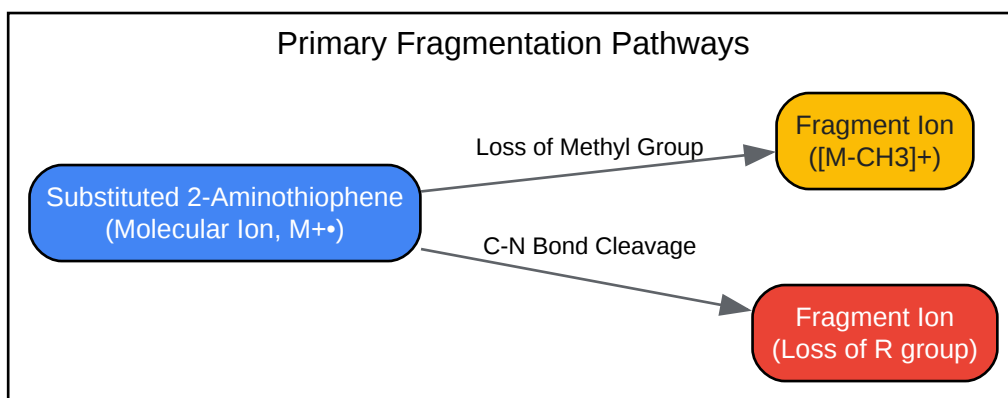 Primary Fragmentation Pathways
Fragment Ion
([M-CH3]+)
Loss of Methyl Group
Substituted 2-Aminothiophene
(Molecular Ion, M+•)
C-N Bond Cleavage
Fragment Ion
(Loss of R group)